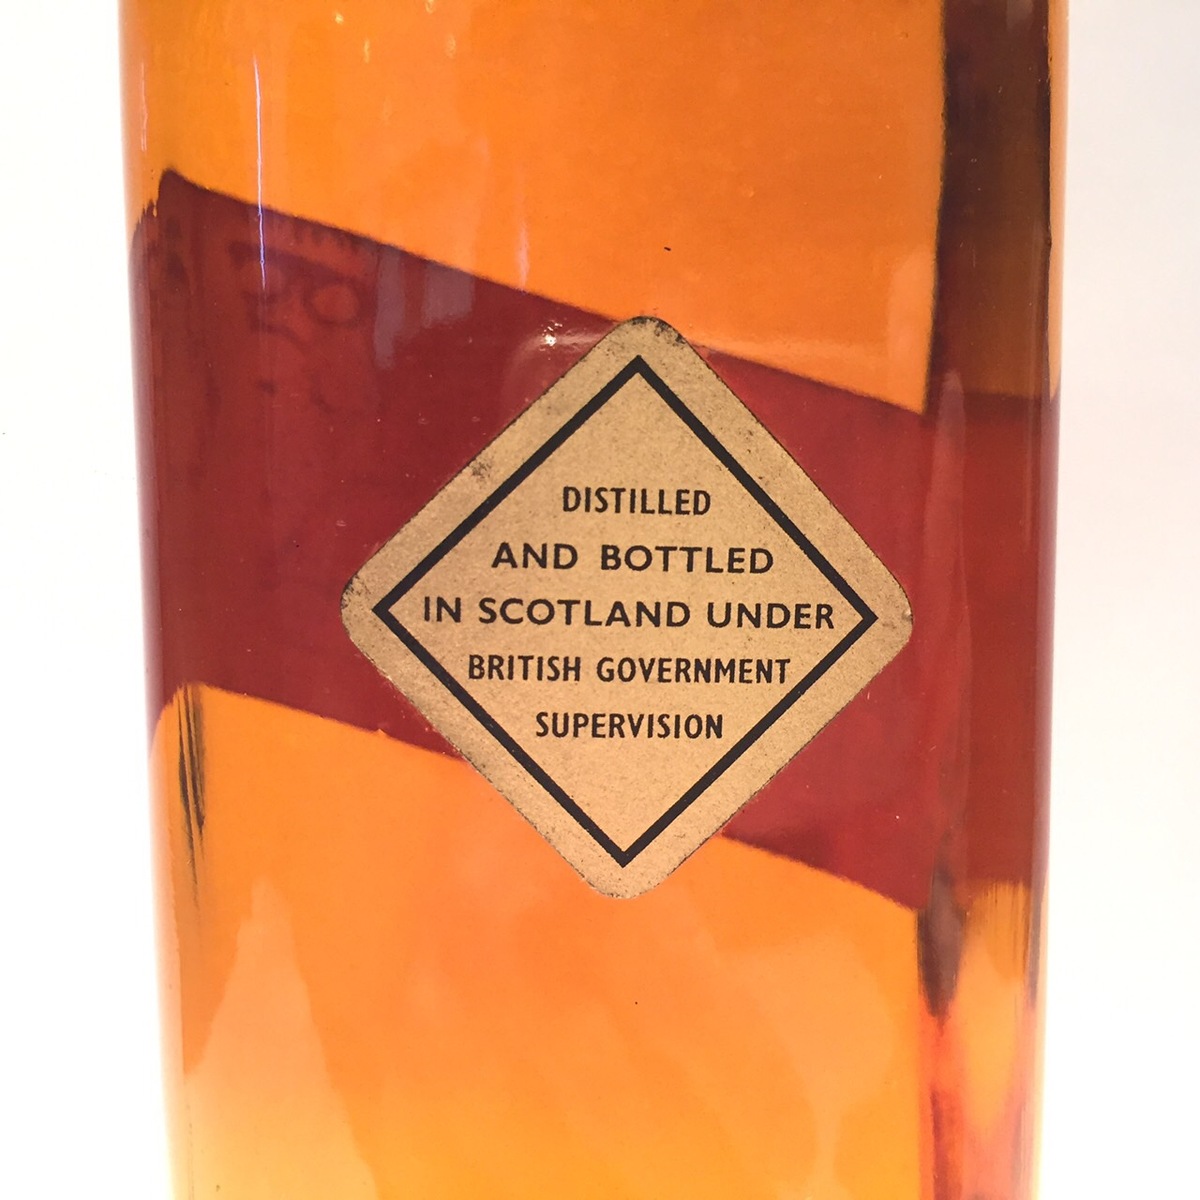 DISTILLED
AND BOTTLED
IN SCOTLAND UNDER
BRITISH GOVERNMENT
SUPERVISION